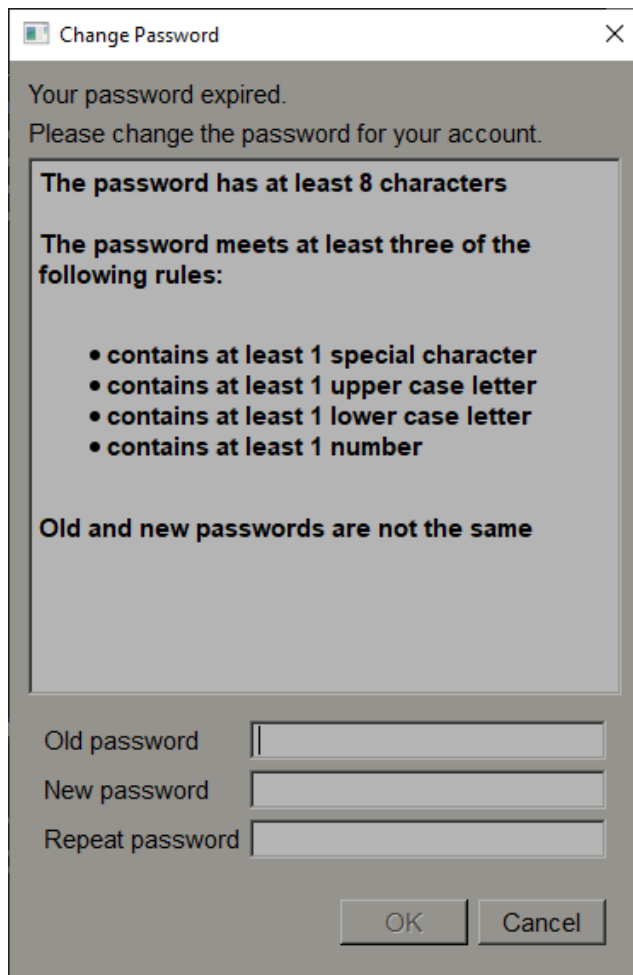 Change Password
Your password expired.
Please change the password for your account.
The password has at least 8 characters
The password meets at least three of the
following rules:
• contains at least 1 special character
• contains at least 1 upper case letter
• contains at least 1 lower case letter
• contains at least 1 number
Old and new passwords are not the same
Old password
New password
Repeat password
OK Cancel